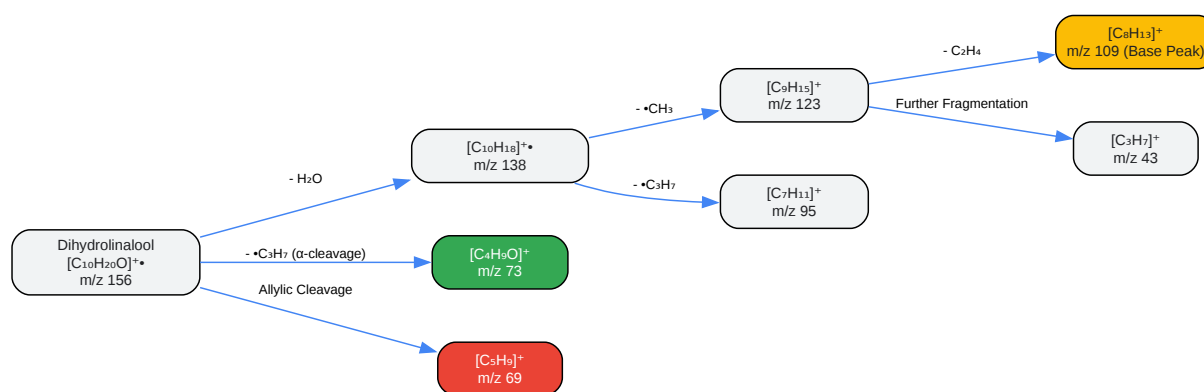 Dihydrolinalool
[C₁₀H₂₀O]⁺•
m/z 156
- H₂O
- •C₃H₇ (α-cleavage)
Allylic Cleavage
[C₁₀H₁₈]⁺•
m/z 138
[C₄H₉O]⁺
m/z 73
[C₅H₉]⁺
m/z 69
- •CH₃
- •C₃H₇
[C₉H₁₅]⁺
m/z 123
[C₇H₁₁]⁺
m/z 95
- C₂H₄
Further Fragmentation
[C₈H₁₃]⁺
m/z 109 (Base Peak)
[C₃H₇]⁺
m/z 43